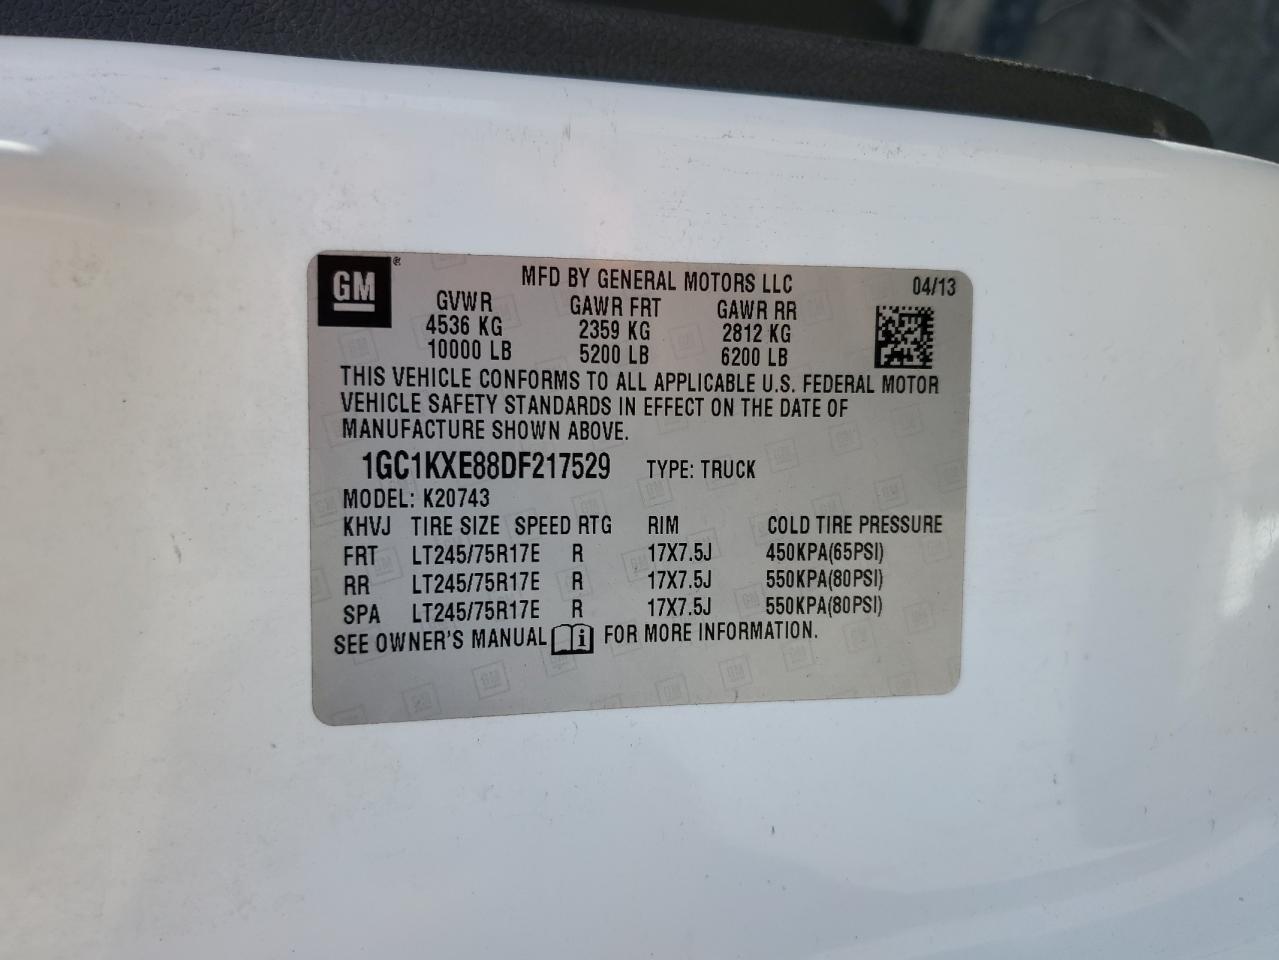 GM ®
MFD BY GENERAL MOTORS LLC 04/13
GVWR GAWR FRT GAWR RR
4536 KG 2359 KG 2812 KG
10000 LB 5200 LB 6200 LB
THIS VEHICLE CONFORMS TO ALL APPLICABLE U.S. FEDERAL MOTOR
VEHICLE SAFETY STANDARDS IN EFFECT ON THE DATE OF
MANUFACTURE SHOWN ABOVE.
1GC1KXE88DF217529 TYPE: TRUCK
MODEL: K20743
KHVJ TIRE SIZE SPEED RTG RIM COLD TIRE PRESSURE
FRT LT245/75R17E R 17X7.5J 450KPA(65PSI)
RR LT245/75R17E R 17X7.5J 550KPA(80PSI)
SPA LT245/75R17E R 17X7.5J 550KPA(80PSI)
SEE OWNER'S MANUAL i FOR MORE INFORMATION.